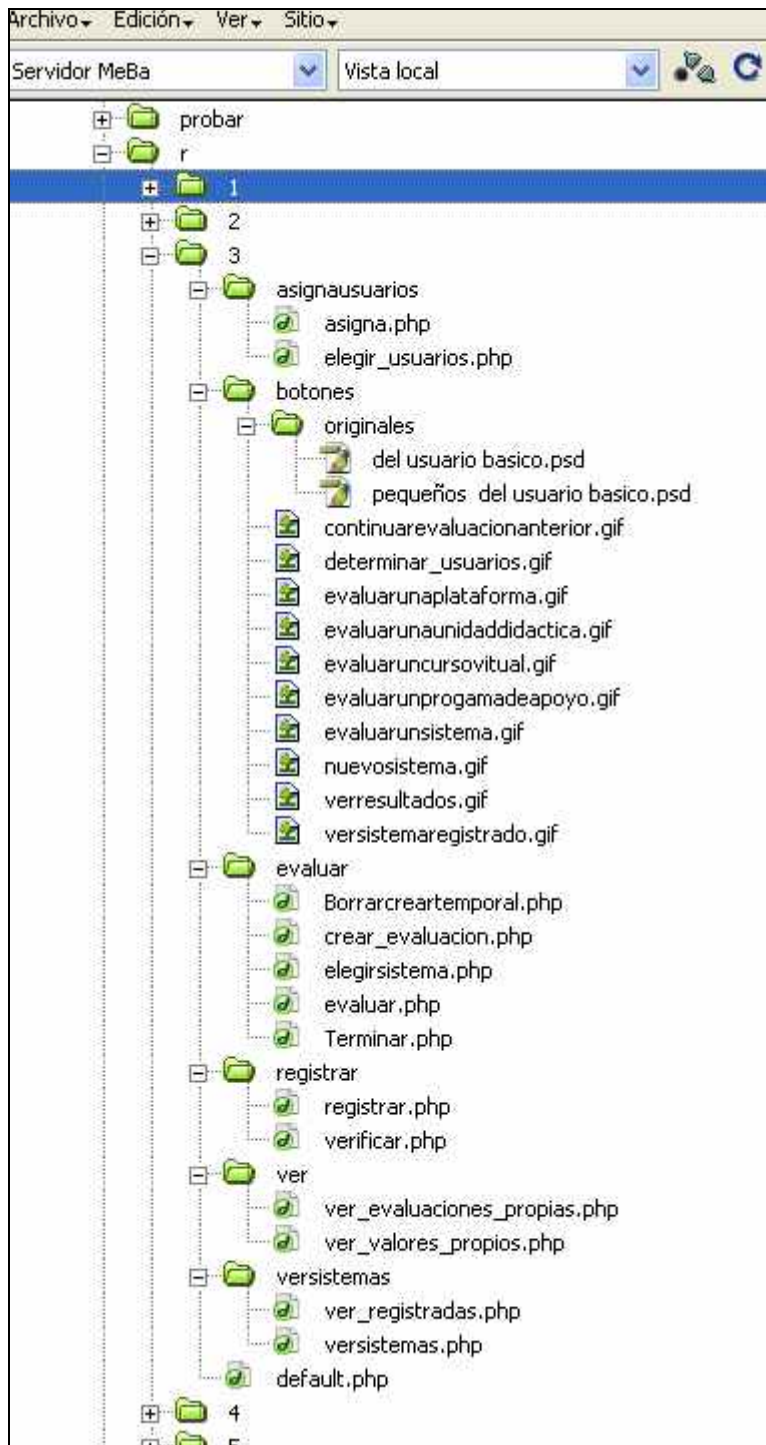 Archivo Edición Ver Sitio
Servidor MeBa Vista local
probar
r
1
2
3
asignausuarios
asigna.php
elegir_usuarios.php
botones
originales
del usuario basico.psd
pequeños del usuario basico.psd
continuarevaluacionanterior.gif
determinar_usuarios.gif
evaluarunaplataforma.gif
evaluarunaunidaddidactica.gif
evaluaruncursovitual.gif
evaluarunprogamadeapoyo.gif
evaluarunsistema.gif
nuevosistema.gif
verresultados.gif
versistemaregistrado.gif
evaluar
Borrarcreartemporal.php
crear_evaluacion.php
elegirsistema.php
evaluar.php
Terminar.php
registrar
registrar.php
verificar.php
ver
ver_evaluaciones_propias.php
ver_valores_propios.php
versistemas
ver_registradas.php
versistemas.php
default.php
4
5